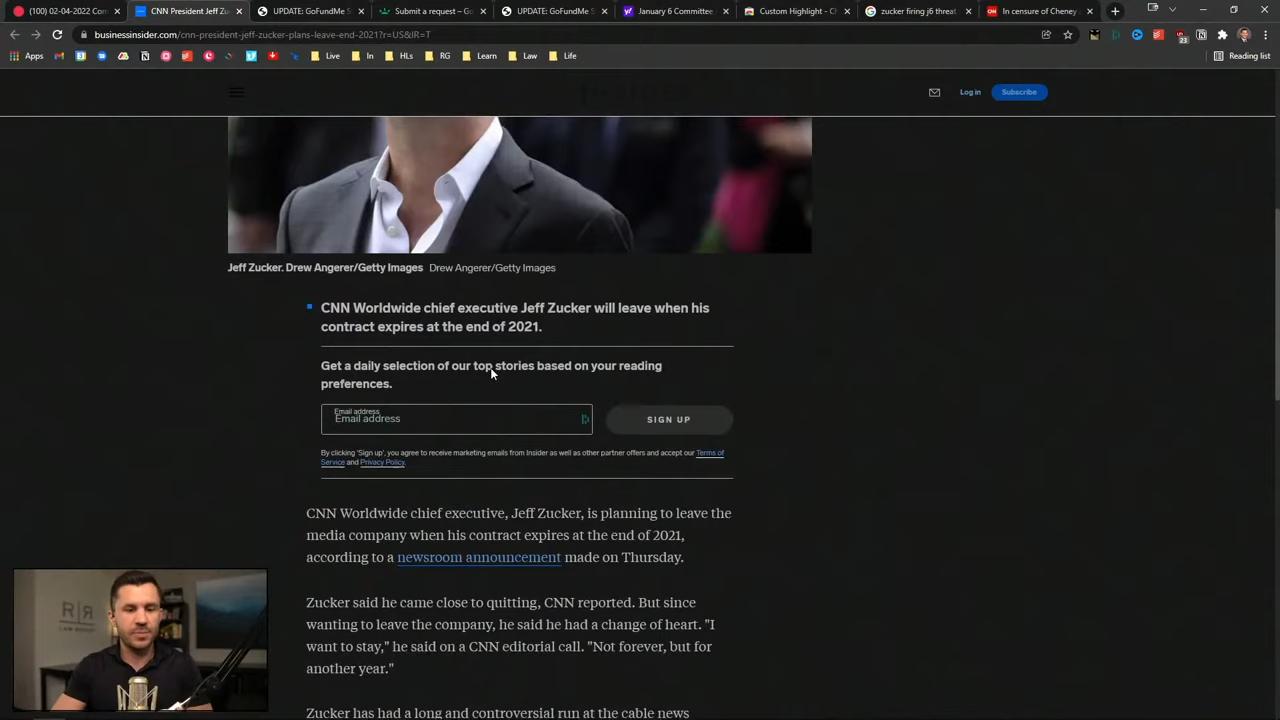 (100) 02-04-2022 Com
CNN President Jeff Zu
UPDATE: GoFundMe S
Submit a request – Go
UPDATE: GoFundMe S
January 6 Committee
Custom Highlight - Ch
zucker firing j6 threat
In censure of Cheney
businessinsider.com/cnn-president-jeff-zucker-plans-leave-end-2021?r=US&IR=T
23
Apps
Live
In
HLs
RG
Learn
Law
Life
Reading list
Log in
Subscribe
Jeff Zucker. Drew Angerer/Getty Images Drew Angerer/Getty Images
CNN Worldwide chief executive Jeff Zucker will leave when his
contract expires at the end of 2021.
Get a daily selection of our top stories based on your reading
preferences.
Email address
Email address
SIGN UP
By clicking 'Sign up', you agree to receive marketing emails from Insider as well as other partner offers and accept our Terms of
Service and Privacy Policy.
CNN Worldwide chief executive, Jeff Zucker, is planning to leave the
media company when his contract expires at the end of 2021,
according to a newsroom announcement made on Thursday.
Zucker said he came close to quitting, CNN reported. But since
wanting to leave the company, he said he had a change of heart. "I
want to stay," he said on a CNN editorial call. "Not forever, but for
another year."
Zucker has had a long and controversial run at the cable news
R|R
LAW GROUP